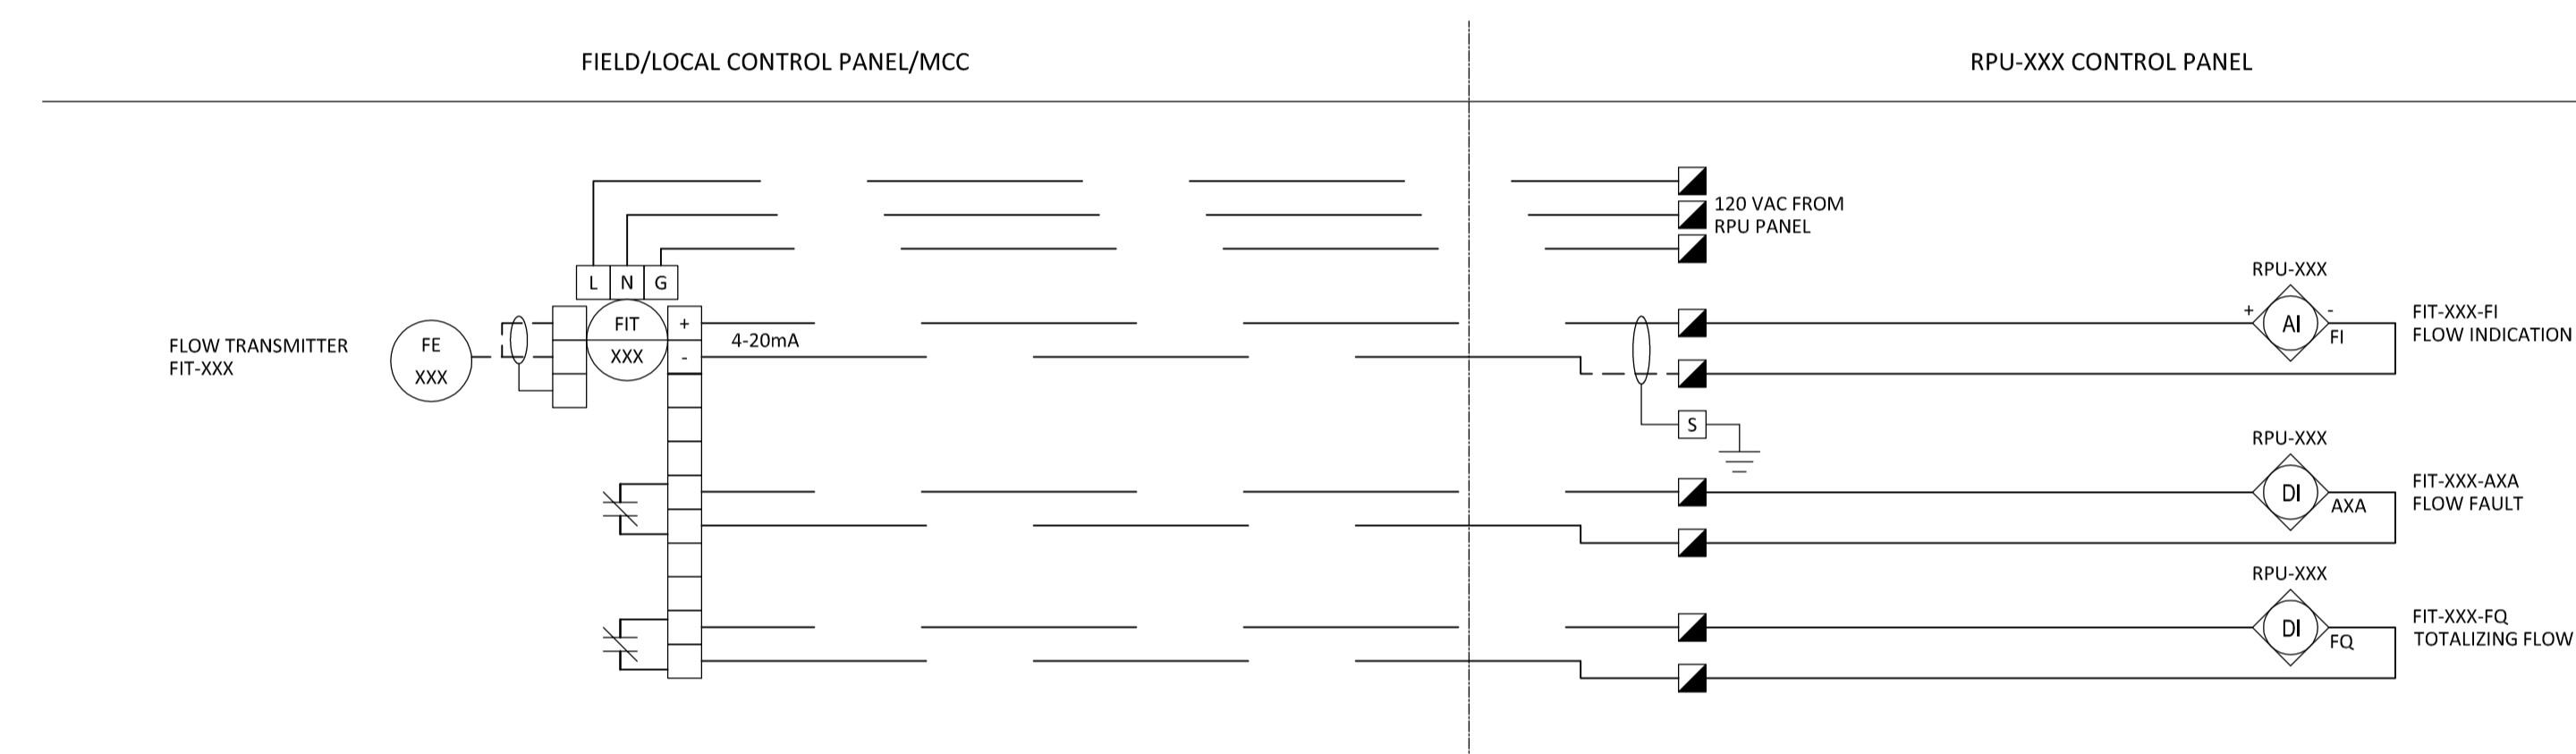 FIELD/LOCAL CONTROL PANEL/MCC
RPU-XXX CONTROL PANEL
120 VAC FROM
RPU PANEL
L N G
FLOW TRANSMITTER
FIT-XXX
FE
XXX
FIT
XXX
+
-
4-20mA
RPU-XXX
+
-
AI
FI
FIT-XXX-FI
FLOW INDICATION
S
RPU-XXX
DI
AXA
FIT-XXX-AXA
FLOW FAULT
RPU-XXX
DI
FQ
FIT-XXX-FQ
TOTALIZING FLOW